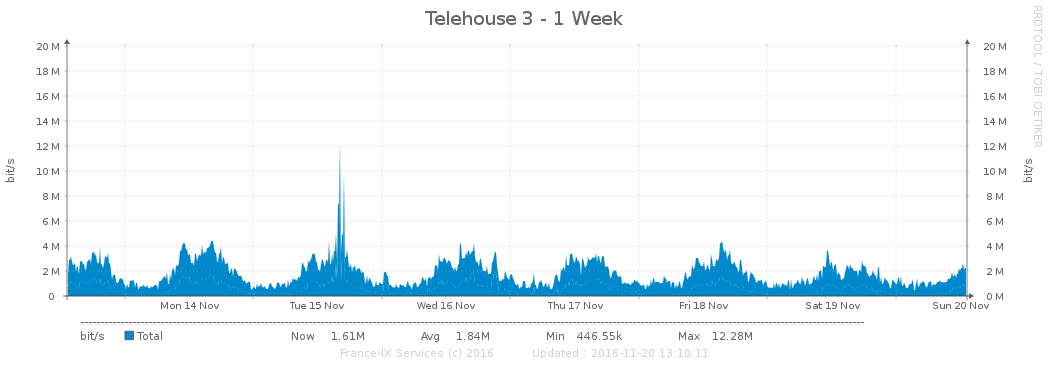 Telehouse 3 - 1 Week
RRDTOOL / TOBI OETIKER
bit/s
20 M 20 M
18 M 18 M
16 M 16 M
14 M 14 M
12 M 12 M
10 M 10 M
8 M 8 M
6 M 6 M
4 M 4 M
2 M 2 M
0 0 M
bit/s
Mon 14 Nov Tue 15 Nov Wed 16 Nov Thu 17 Nov Fri 18 Nov Sat 19 Nov Sun 20 Nov
bit/s Total Now 1.61M Avg 1.84M Min 446.55k Max 12.28M
France-IX Services (c) 2016 Updated : 2016-11-20 13:10:11